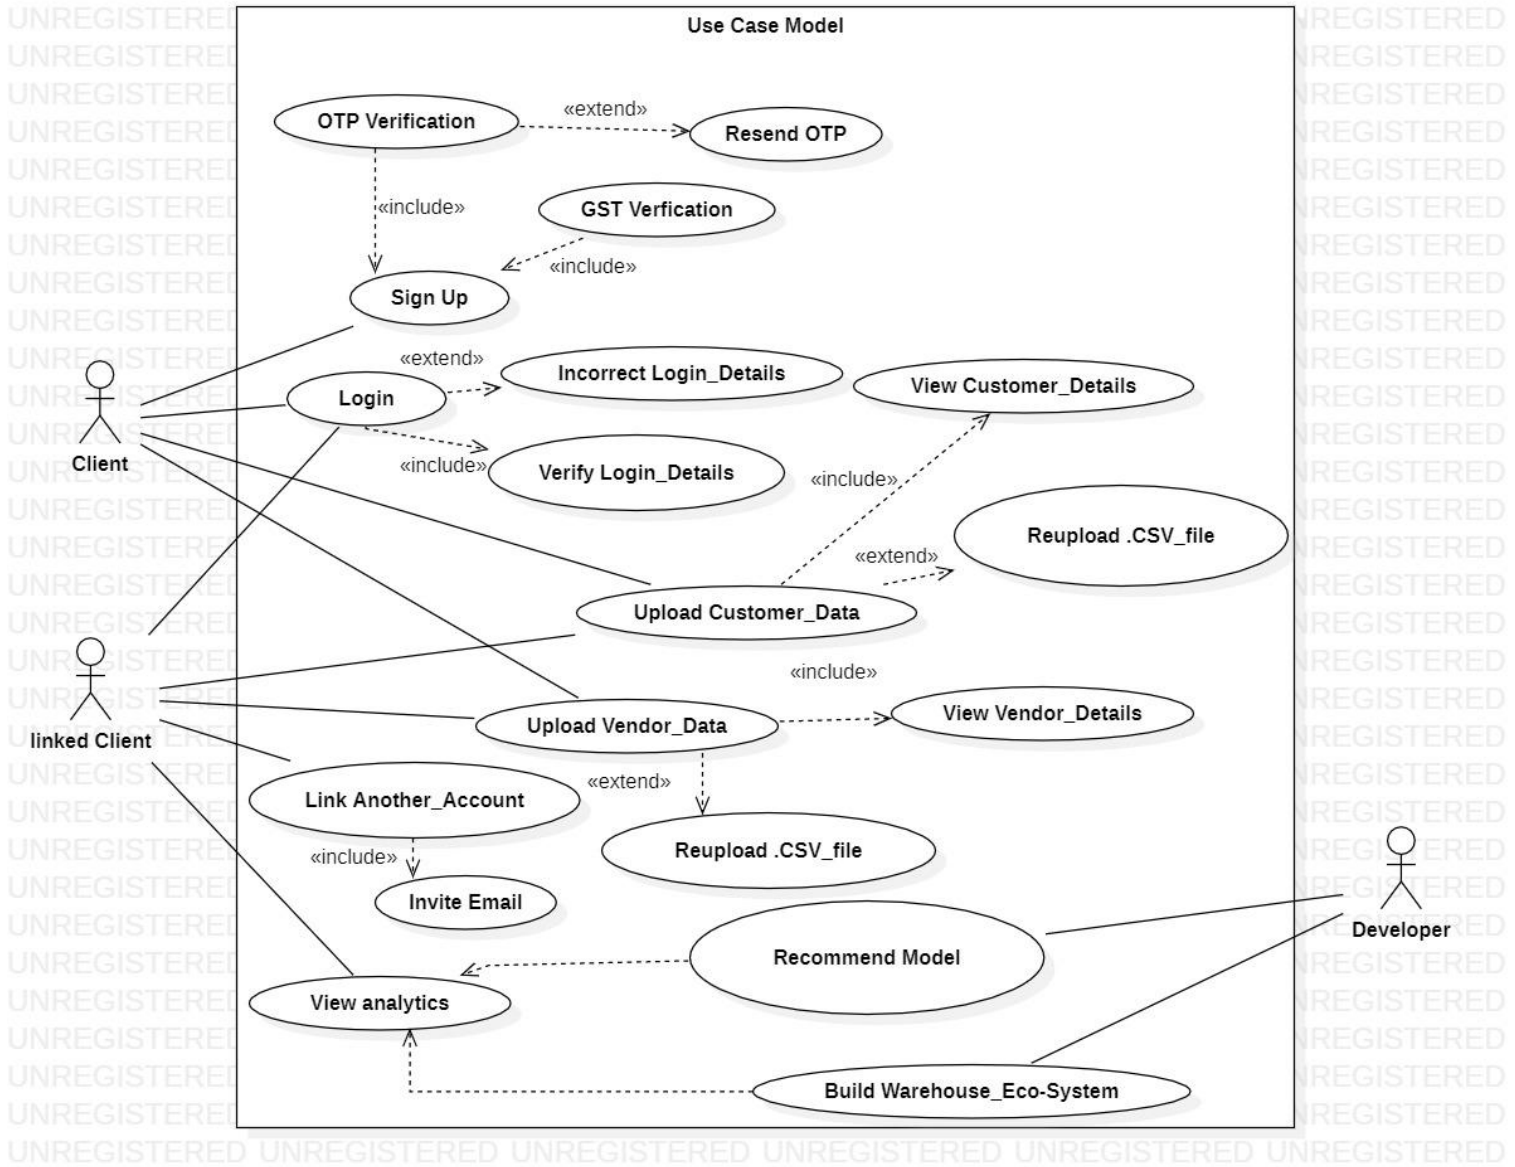 Use Case Model
OTP Verification
«extend»
Resend OTP
«include»
GST Verfication
«include»
Sign Up
«extend»
Incorrect Login_Details
View Customer_Details
Login
Client
«include»
Verify Login_Details
«include»
Reupload .CSV_file
«extend»
Upload Customer_Data
«include»
linked Client
Upload Vendor_Data
View Vendor_Details
«extend»
Link Another_Account
«include»
Reupload .CSV_file
Invite Email
Developer
Recommend Model
View analytics
Build Warehouse_Eco-System
UNREGISTERED UNREGISTERED UNREGISTERED UNREGISTERED UNREGISTERED UNREGISTERED